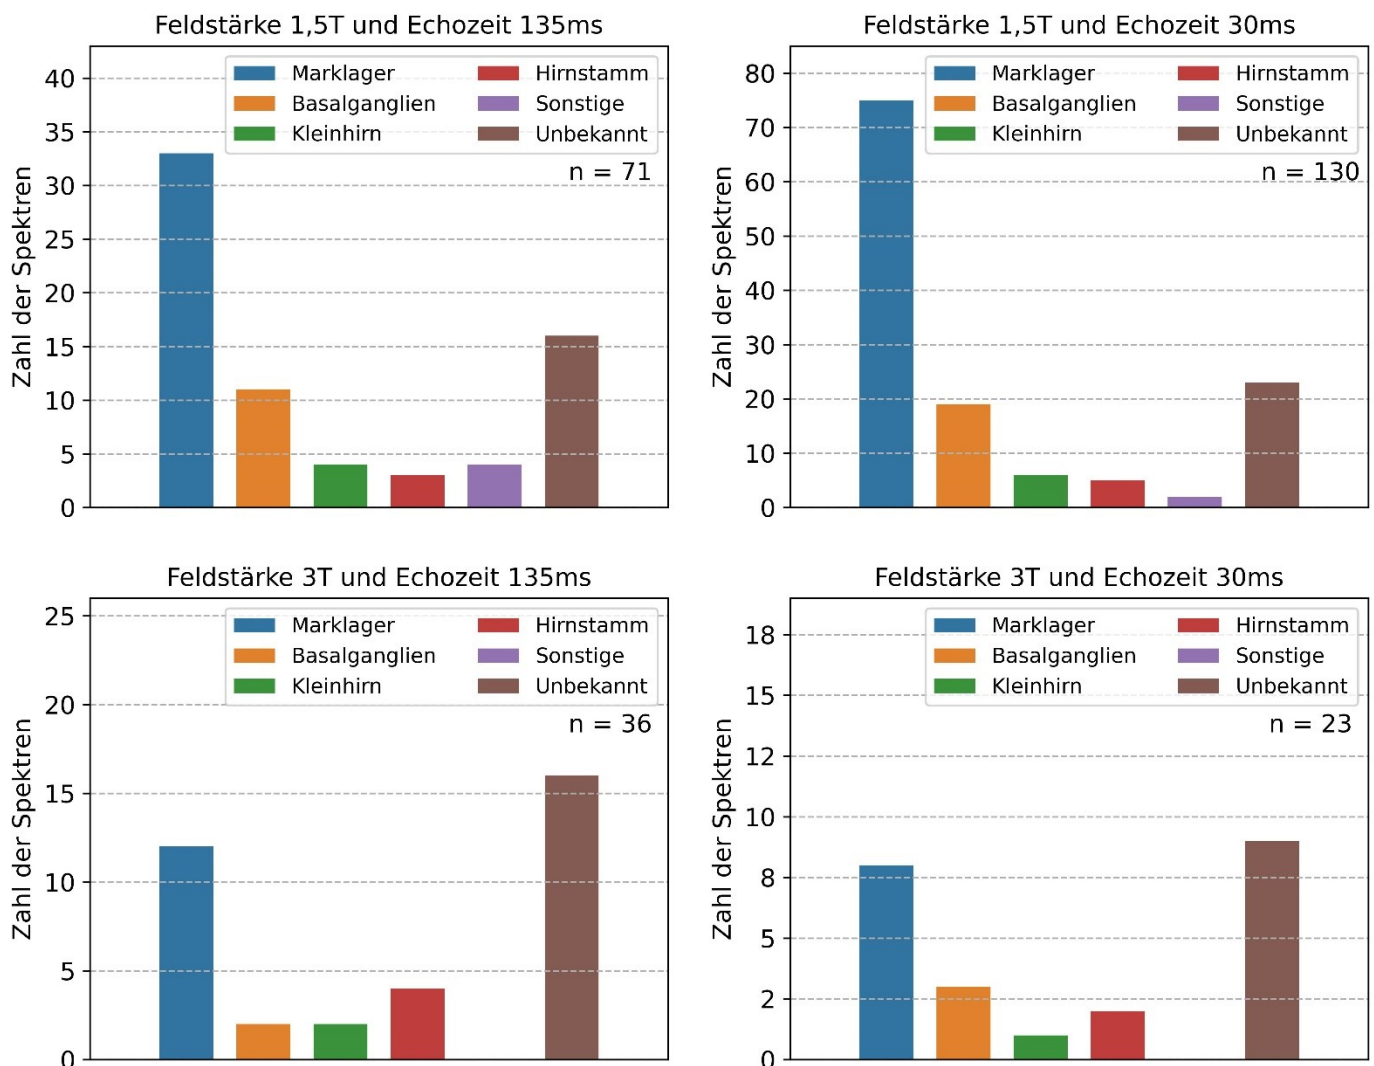 Feldstärke 1,5T und Echozeit 135ms
Zahl der Spektren
40
35
30
25
20
15
10
5
0
Marklager
Basalganglien
Kleinhirn
Hirnstamm
Sonstige
Unbekannt
n = 71
Feldstärke 1,5T und Echozeit 30ms
Zahl der Spektren
80
70
60
50
40
30
20
10
0
Marklager
Basalganglien
Kleinhirn
Hirnstamm
Sonstige
Unbekannt
n = 130
Feldstärke 3T und Echozeit 135ms
Zahl der Spektren
25
20
15
10
5
0
Marklager
Basalganglien
Kleinhirn
Hirnstamm
Sonstige
Unbekannt
n = 36
Feldstärke 3T und Echozeit 30ms
Zahl der Spektren
18
15
12
10
8
5
2
0
Marklager
Basalganglien
Kleinhirn
Hirnstamm
Sonstige
Unbekannt
n = 23